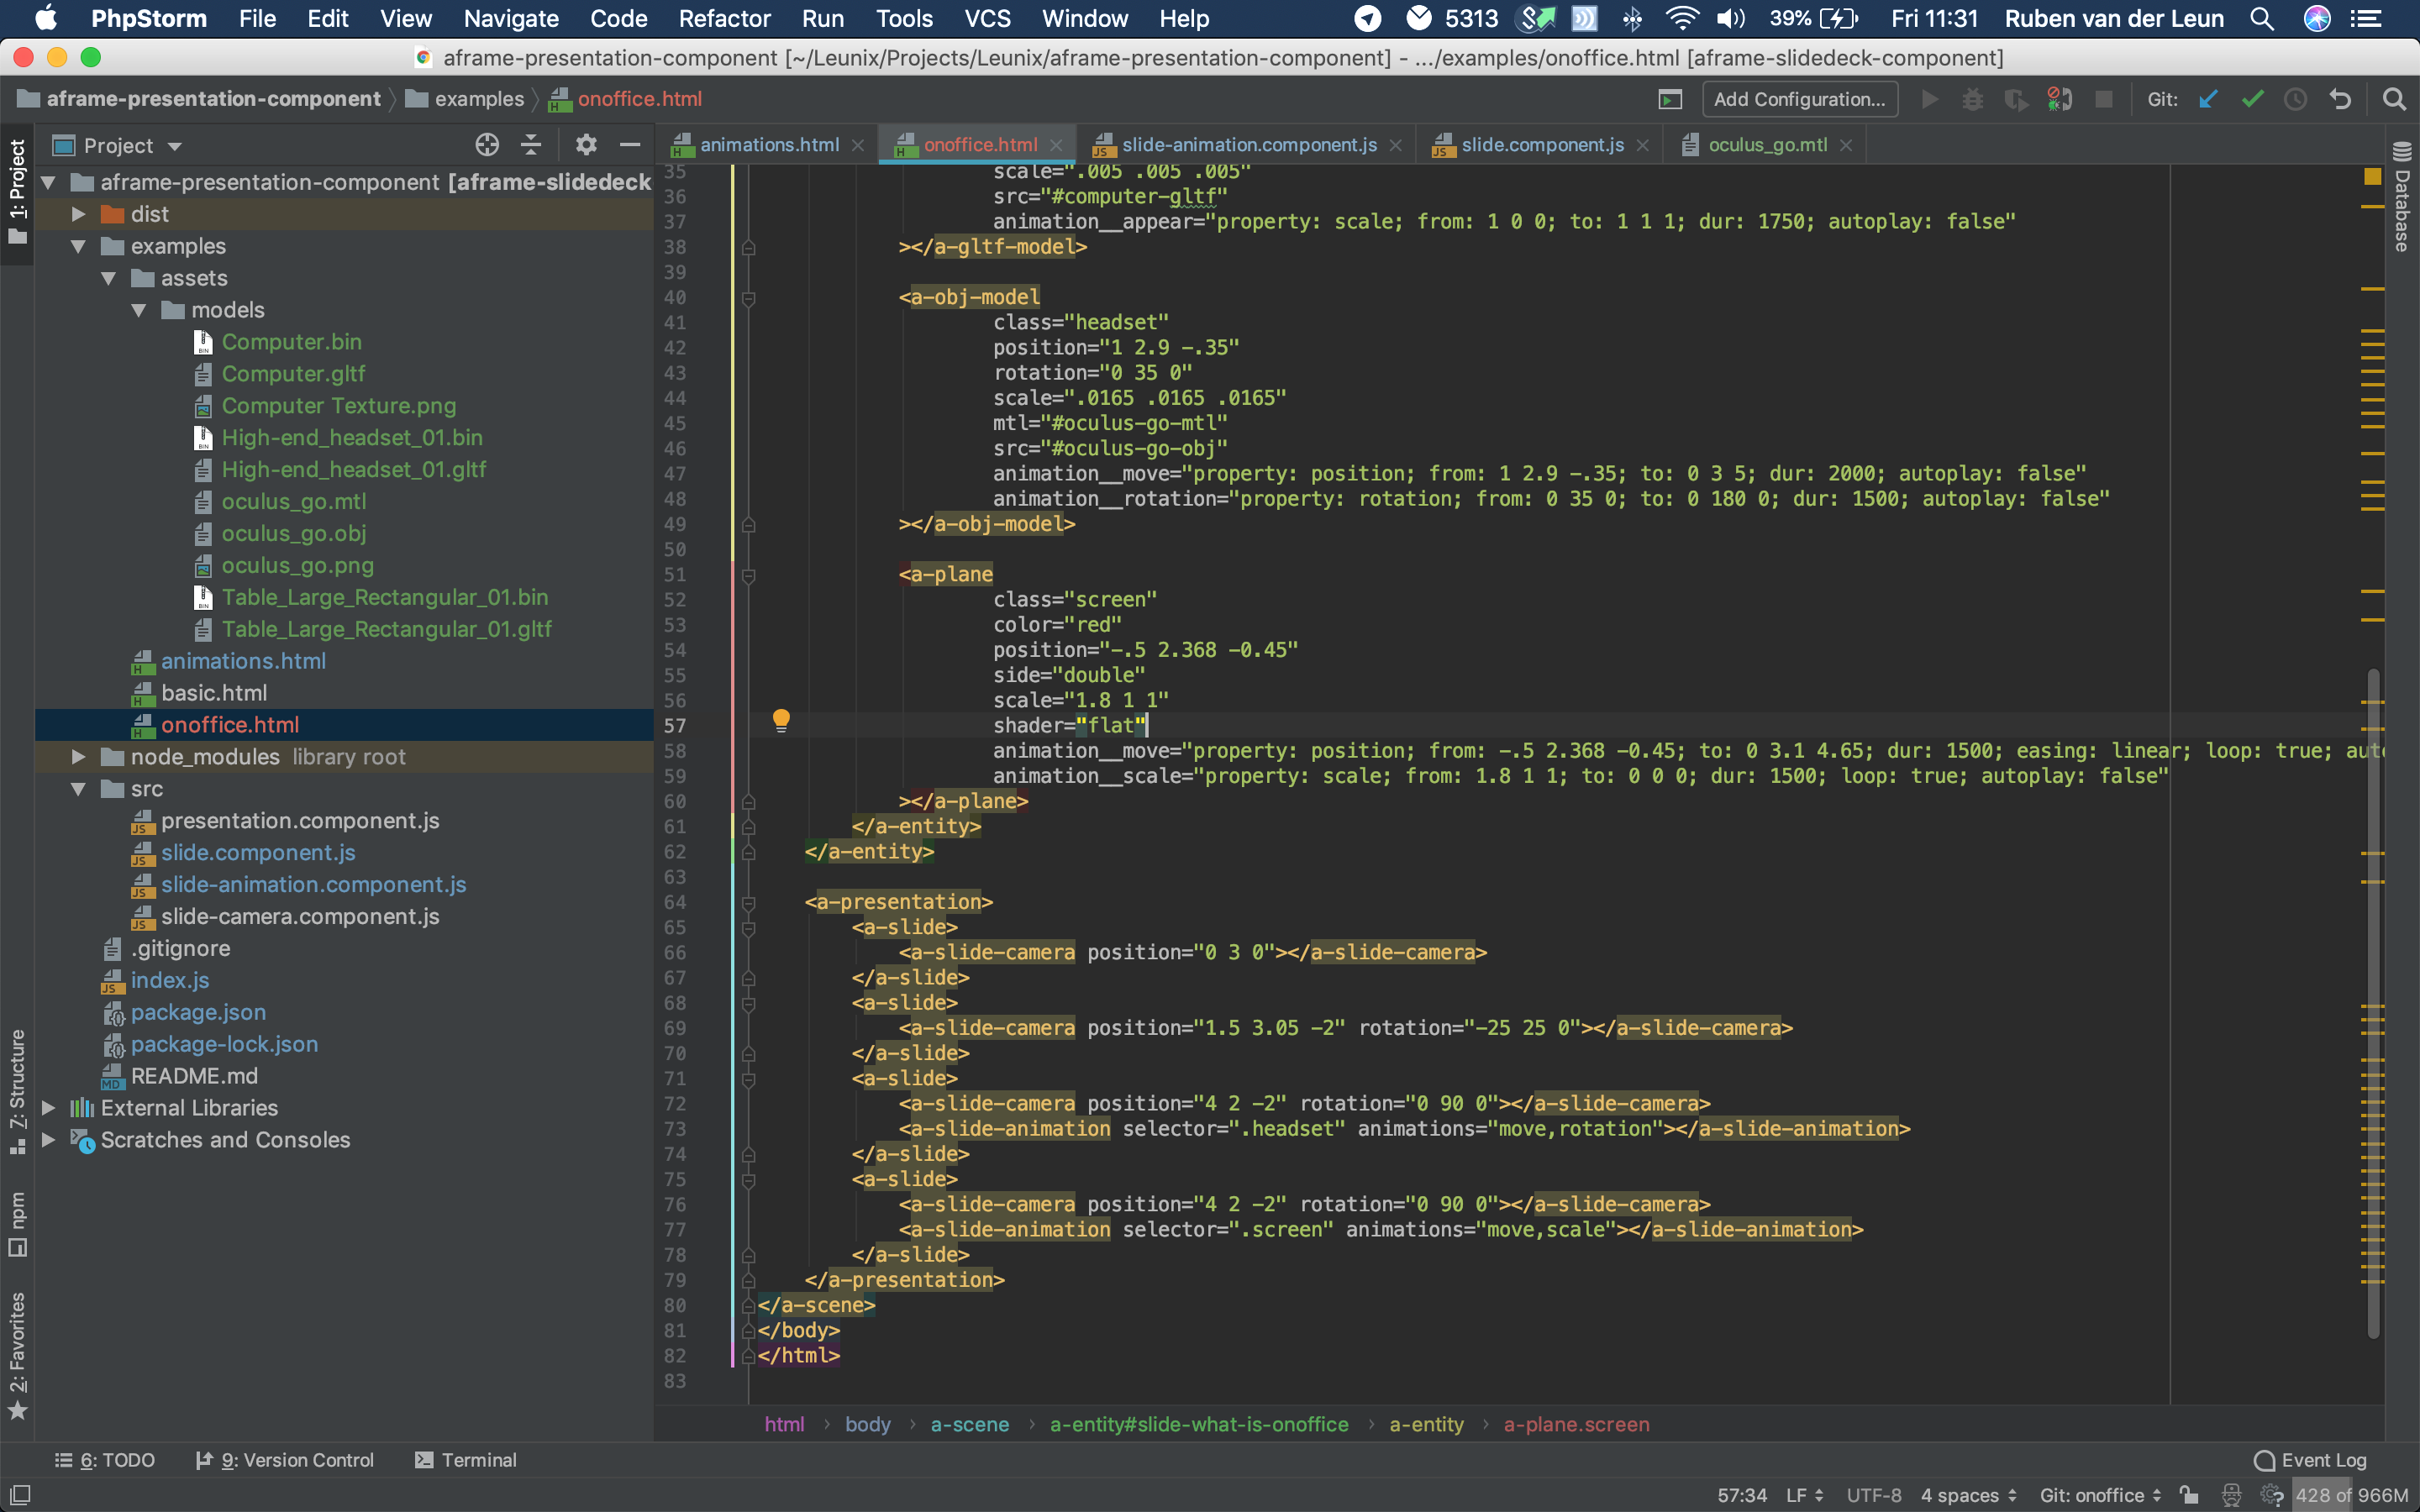 PhpStorm File Edit View Navigate Code Refactor Run Tools VCS Window Help 5313 39% Fri 11:31 Ruben van der Leun
aframe-presentation-component [~/Leunix/Projects/Leunix/aframe-presentation-component] - .../examples/onoffice.html [aframe-slidedeck-component]
aframe-presentation-component examples onoffice.html Add Configuration... Git:
Project
animations.html onoffice.html slide-animation.component.js slide.component.js oculus_go.mtl
1: Project
7: Structure
npm
2: Favorites
aframe-presentation-component [aframe-slidedeck
dist
examples
assets
models
Computer.bin
Computer.gltf
Computer Texture.png
High-end_headset_01.bin
High-end_headset_01.gltf
oculus_go.mtl
oculus_go.obj
oculus_go.png
Table_Large_Rectangular_01.bin
Table_Large_Rectangular_01.gltf
animations.html
basic.html
onoffice.html
node_modules library root
src
presentation.component.js
slide.component.js
slide-animation.component.js
slide-camera.component.js
.gitignore
index.js
package.json
package-lock.json
README.md
External Libraries
Scratches and Consoles
35 scale=".005 .005 .005"
36 src="#computer-gltf"
37 animation__appear="property: scale; from: 1 0 0; to: 1 1 1; dur: 1750; autoplay: false"
38 ></a-gltf-model>
39
40 <a-obj-model
41 class="headset"
42 position="1 2.9 -.35"
43 rotation="0 35 0"
44 scale=".0165 .0165 .0165"
45 mtl="#oculus-go-mtl"
46 src="#oculus-go-obj"
47 animation__move="property: position; from: 1 2.9 -.35; to: 0 3 5; dur: 2000; autoplay: false"
48 animation__rotation="property: rotation; from: 0 35 0; to: 0 180 0; dur: 1500; autoplay: false"
49 ></a-obj-model>
50
51 <a-plane
52 class="screen"
53 color="red"
54 position="-.5 2.368 -0.45"
55 side="double"
56 scale="1.8 1 1"
57 shader="flat"
58 animation__move="property: position; from: -.5 2.368 -0.45; to: 0 3.1 4.65; dur: 1500; easing: linear; loop: true; aut
59 animation__scale="property: scale; from: 1.8 1 1; to: 0 0 0; dur: 1500; loop: true; autoplay: false"
60 ></a-plane>
61 </a-entity>
62 </a-entity>
63
64 <a-presentation>
65 <a-slide>
66 <a-slide-camera position="0 3 0"></a-slide-camera>
67 </a-slide>
68 <a-slide>
69 <a-slide-camera position="1.5 3.05 -2" rotation="-25 25 0"></a-slide-camera>
70 </a-slide>
71 <a-slide>
72 <a-slide-camera position="4 2 -2" rotation="0 90 0"></a-slide-camera>
73 <a-slide-animation selector=".headset" animations="move,rotation"></a-slide-animation>
74 </a-slide>
75 <a-slide>
76 <a-slide-camera position="4 2 -2" rotation="0 90 0"></a-slide-camera>
77 <a-slide-animation selector=".screen" animations="move,scale"></a-slide-animation>
78 </a-slide>
79 </a-presentation>
80 </a-scene>
81 </body>
82 </html>
83
Database
html body a-scene a-entity#slide-what-is-onoffice a-entity a-plane.screen
6: TODO 9: Version Control Terminal Event Log
57:34 LF UTF-8 4 spaces Git: onoffice 428 of 966M